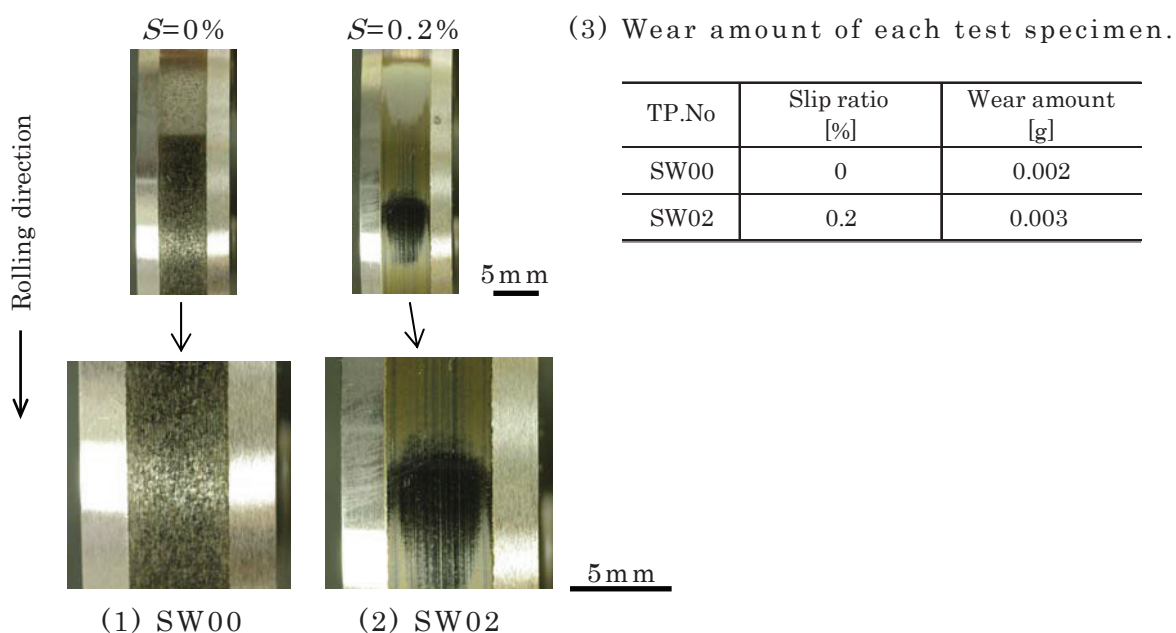 S=0%
S=0.2%
(3) Wear amount of each test specimen.
TP.No
Slip ratio
[%]
Wear amount
[g]
SW00
0
0.002
SW02
0.2
0.003
Rolling direction
5mm
5mm
(1) SW00
(2) SW02